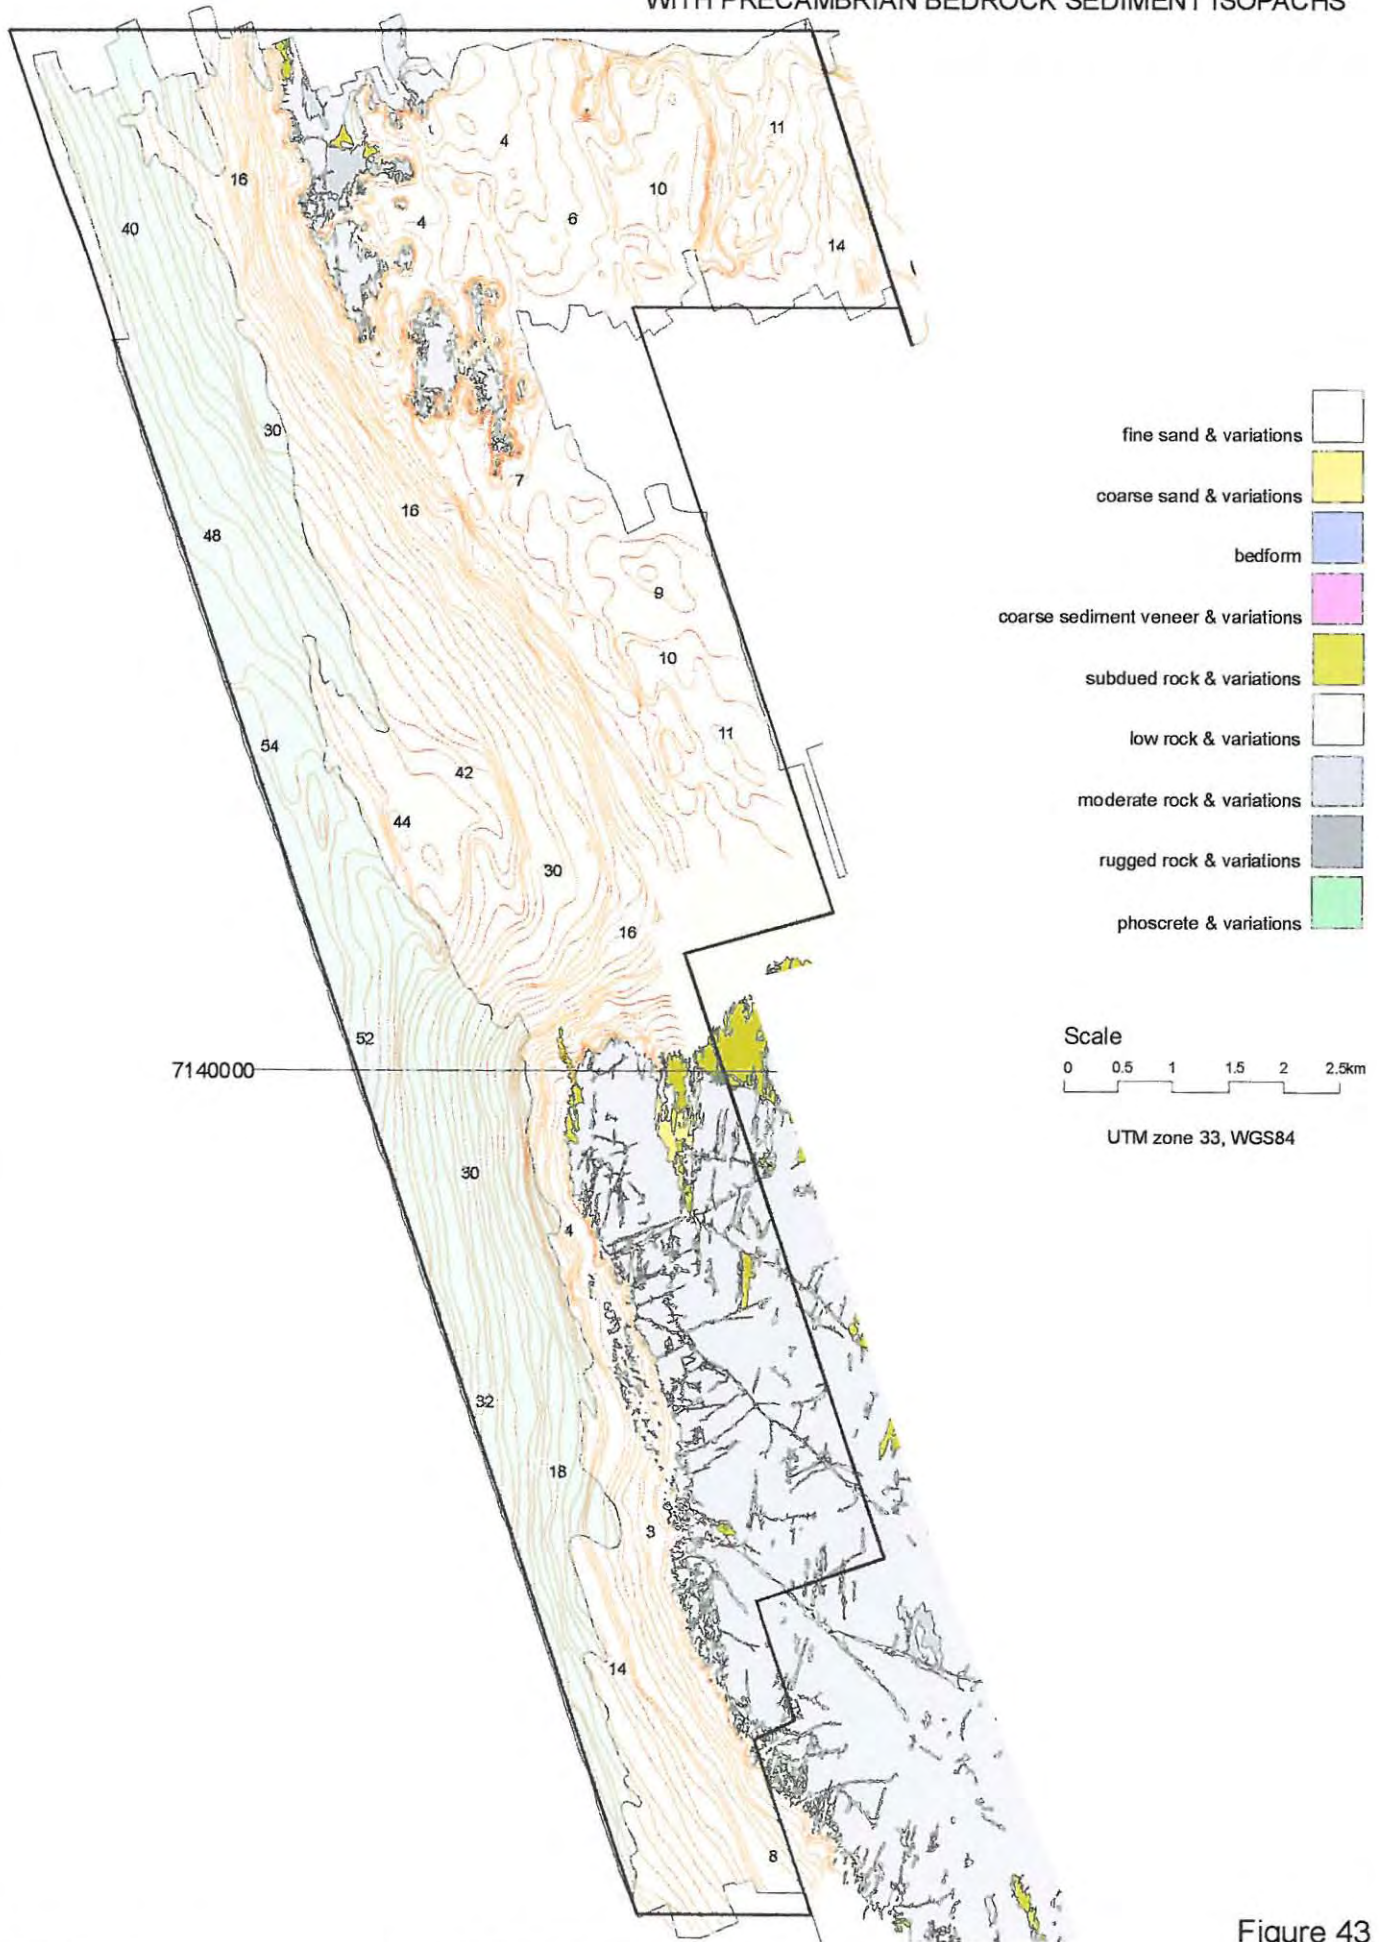 WITH PRECAMBRIAN BEDROCK SEDIMENT ISOPACHS
4
11
16
10
4
6
40
14
30
7
16
48
9
10
11
54
42
44
30
16
52
7140000
30
4
32
18
3
14
8
fine sand & variations
coarse sand & variations
bedform
coarse sediment veneer & variations
subdued rock & variations
low rock & variations
moderate rock & variations
rugged rock & variations
phoscrete & variations
Scale
0 0.5 1 1.5 2 2.5km
UTM zone 33, WGS84
Figure 43